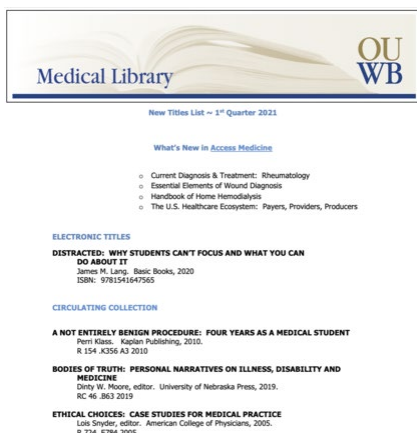 Medical Library
OU
WB
New Titles List ~ 1st Quarter 2021
What's New in Access Medicine
o Current Diagnosis & Treatment: Rheumatology
o Essential Elements of Wound Diagnosis
o Handbook of Home Hemodialysis
o The U.S. Healthcare Ecosystem: Payers, Providers, Producers
ELECTRONIC TITLES
DISTRACTED: WHY STUDENTS CAN'T FOCUS AND WHAT YOU CAN
DO ABOUT IT
James M. Lang. Basic Books, 2020
ISBN: 9781541647565
CIRCULATING COLLECTION
A NOT ENTIRELY BENIGN PROCEDURE: FOUR YEARS AS A MEDICAL STUDENT
Perri Klass. Kaplan Publishing, 2010.
R 154 .K356 A3 2010
BODIES OF TRUTH: PERSONAL NARRATIVES ON ILLNESS, DISABILITY AND
MEDICINE
Dinty W. Moore, editor. University of Nebraska Press, 2019.
RC 46 .B63 2019
ETHICAL CHOICES: CASE STUDIES FOR MEDICAL PRACTICE
Lois Snyder, editor. American College of Physicians, 2005.
R 724 .E784 2005